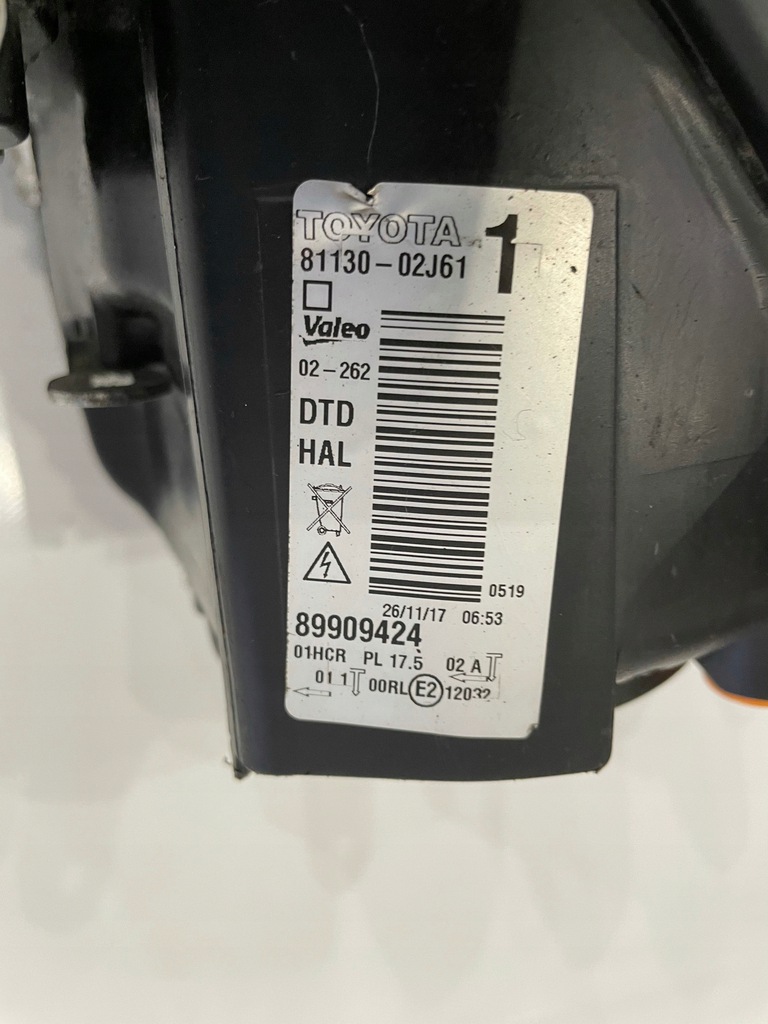 TOYOTA 1
81130-02J61
Valeo
02-262
DTD
HAL
0519
26/11/17 06:53
89909424
01HCR PL 17.5 02 A
01 1 00RL E2 12032